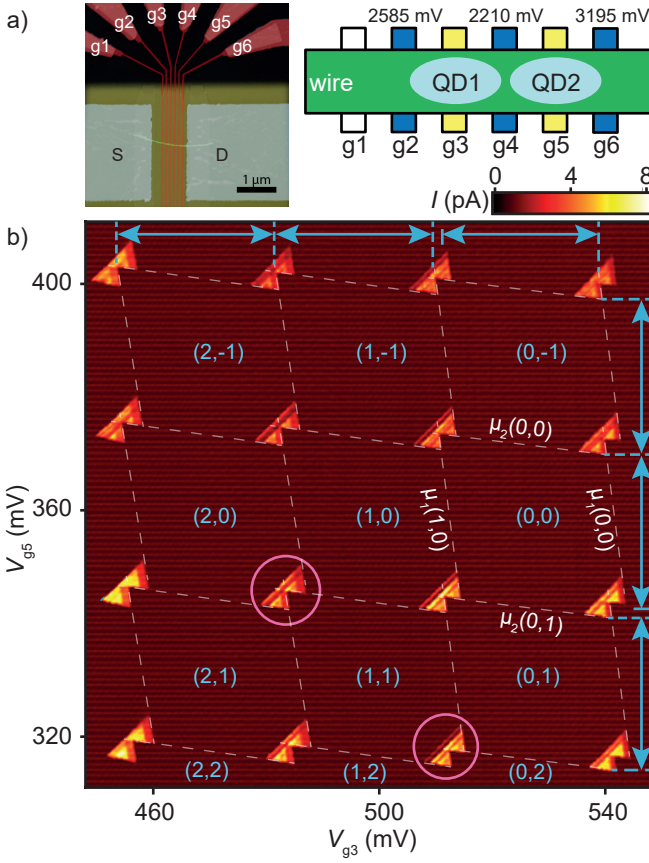 a)
g1 g2 g3 g4 g5 g6
S D
1 µm
2585 mV 2210 mV 3195 mV
wire QD1 QD2
g1 g2 g3 g4 g5 g6
I (pA) 0 4 8
b)
400
(2,-1) (1,-1) (0,-1)
µ₂(0,0)
360
(2,0) (1,0) µ₁(1,0) (0,0) µ₁(0,0)
V_g5 (mV)
µ₂(0,1)
(2,1) (1,1) (0,1)
320
(2,2) (1,2) (0,2)
460 500 540
V_g3 (mV)